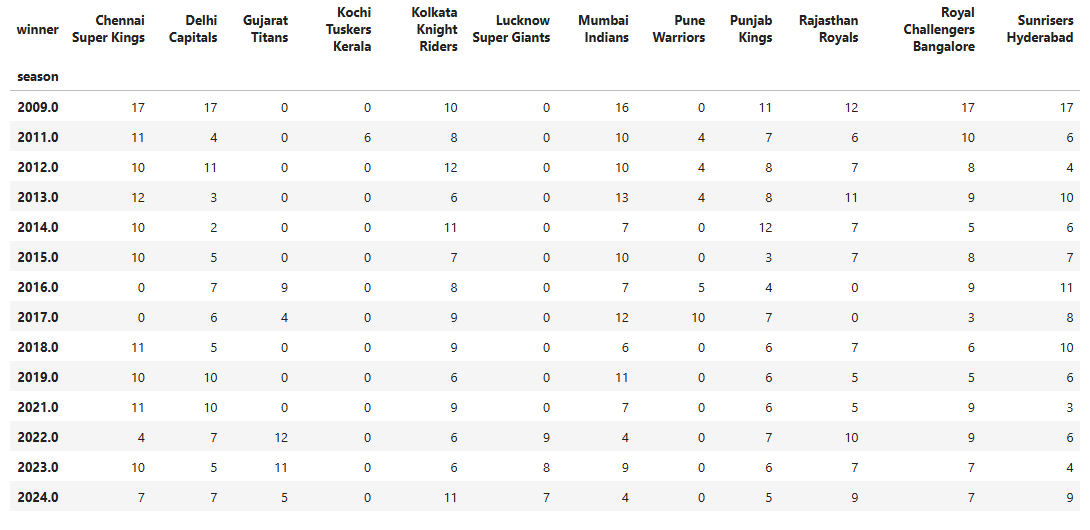 winner Chennai Super Kings Delhi Capitals Gujarat Titans Kochi Tuskers Kerala Kolkata Knight Riders Lucknow Super Giants Mumbai Indians Pune Warriors Punjab Kings Rajasthan Royals Royal Challengers Bangalore Sunrisers Hyderabad
season
2009.0 17 17 0 0 10 0 16 0 11 12 17 17
2011.0 11 4 0 6 8 0 10 4 7 6 10 6
2012.0 10 11 0 0 12 0 10 4 8 7 8 4
2013.0 12 3 0 0 6 0 13 4 8 11 9 10
2014.0 10 2 0 0 11 0 7 0 12 7 5 6
2015.0 10 5 0 0 7 0 10 0 3 7 8 7
2016.0 0 7 9 0 8 0 7 5 4 0 9 11
2017.0 0 6 4 0 9 0 12 10 7 0 3 8
2018.0 11 5 0 0 9 0 6 0 6 7 6 10
2019.0 10 10 0 0 6 0 11 0 6 5 5 6
2021.0 11 10 0 0 9 0 7 0 6 5 9 3
2022.0 4 7 12 0 6 9 4 0 7 10 9 6
2023.0 10 5 11 0 6 8 9 0 6 7 7 4
2024.0 7 7 5 0 11 7 4 0 5 9 7 9